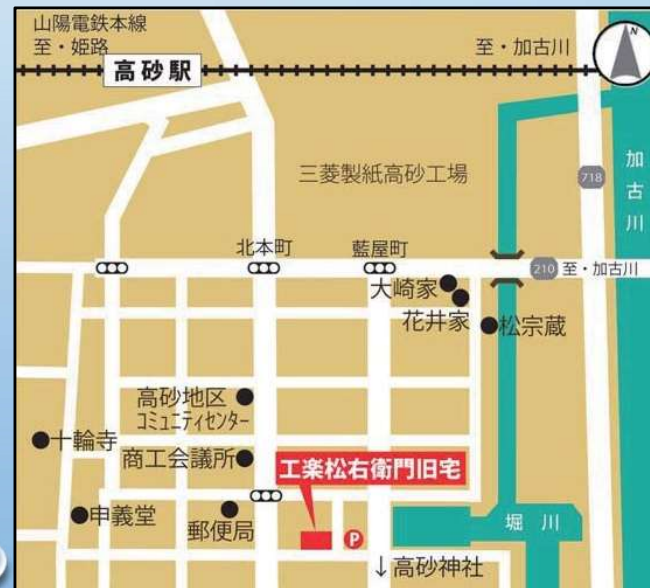 山陽電鉄本線
至・姫路
至・加古川
N
高砂駅
三菱製紙高砂工場
718
加古川
北本町
藍屋町
210
至・加古川
大崎家
花井家
松宗蔵
高砂地区
コミュニティセンター
十輪寺
商工会議所
工楽松右衛門旧宅
申義堂
郵便局
P
堀川
↓高砂神社